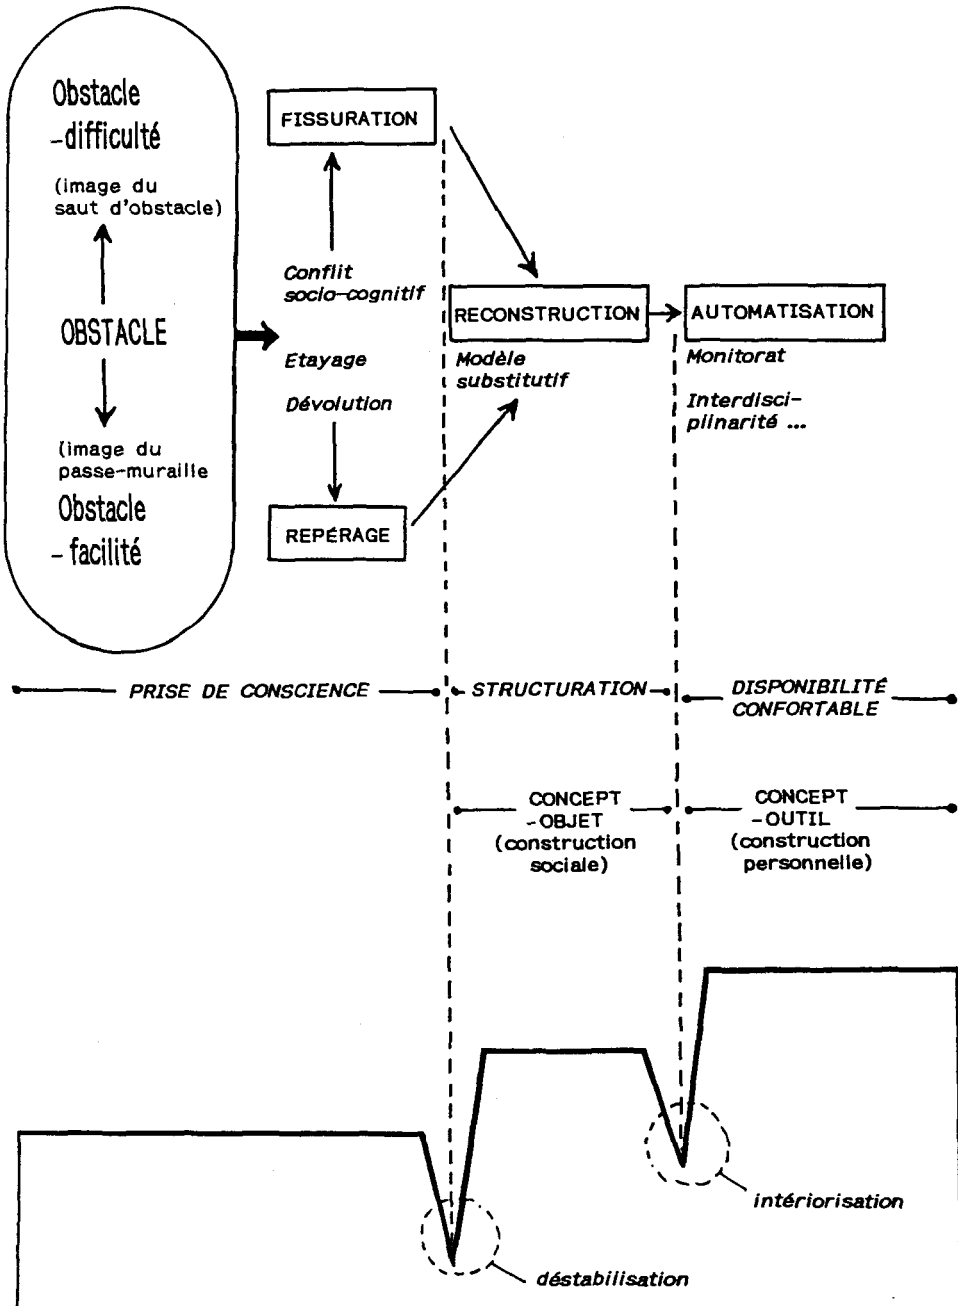 Obstacle
-difficulté
(image du
saut d'obstacle)
OBSTACLE
(image du
passe-muraille
Obstacle
- facilité
FISSURATION
Conflit
socio-cognitif
Etayage
Dévolution
REPÉRAGE
RECONSTRUCTION
Modèle
substitutif
AUTOMATISATION
Monitorat
Interdisci-
plinarité ...
PRISE DE CONSCIENCE
STRUCTURATION
DISPONIBILITÉ
CONFORTABLE
CONCEPT
-OBJET
(construction
sociale)
CONCEPT
-OUTIL
(construction
personnelle)
intériorisation
déstabilisation